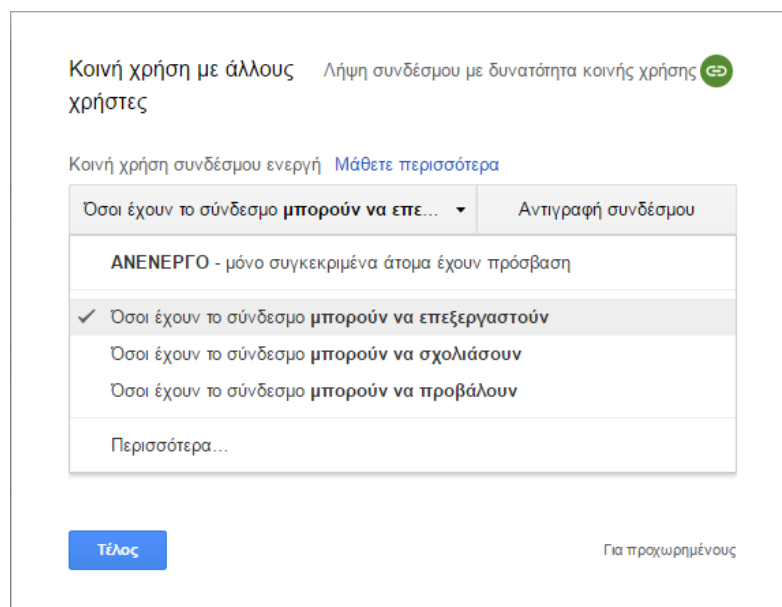 Κοινή χρήση με άλλους χρήστες
Λήψη συνδέσμου με δυνατότητα κοινής χρήσης
Κοινή χρήση συνδέσμου ενεργή Μάθετε περισσότερα
Όσοι έχουν το σύνδεσμο μπορούν να επε... Αντιγραφή συνδέσμου
ΑΝΕΝΕΡΓΟ - μόνο συγκεκριμένα άτομα έχουν πρόσβαση
Όσοι έχουν το σύνδεσμο μπορούν να επεξεργαστούν
Όσοι έχουν το σύνδεσμο μπορούν να σχολιάσουν
Όσοι έχουν το σύνδεσμο μπορούν να προβάλουν
Περισσότερα...
Τέλος Για προχωρημένους